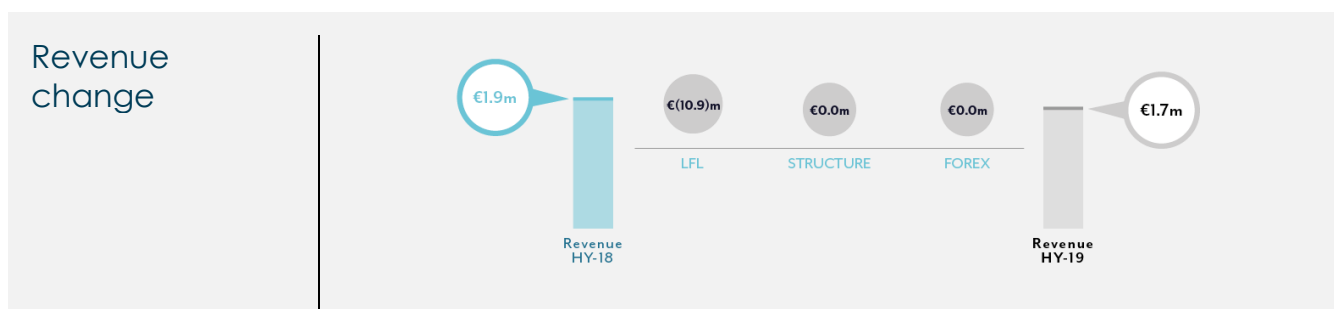 Revenue
change
€1.9m
€(10.9)m
€0.0m
€0.0m
€1.7m
LFL
STRUCTURE
FOREX
Revenue
HY-18
Revenue
HY-19